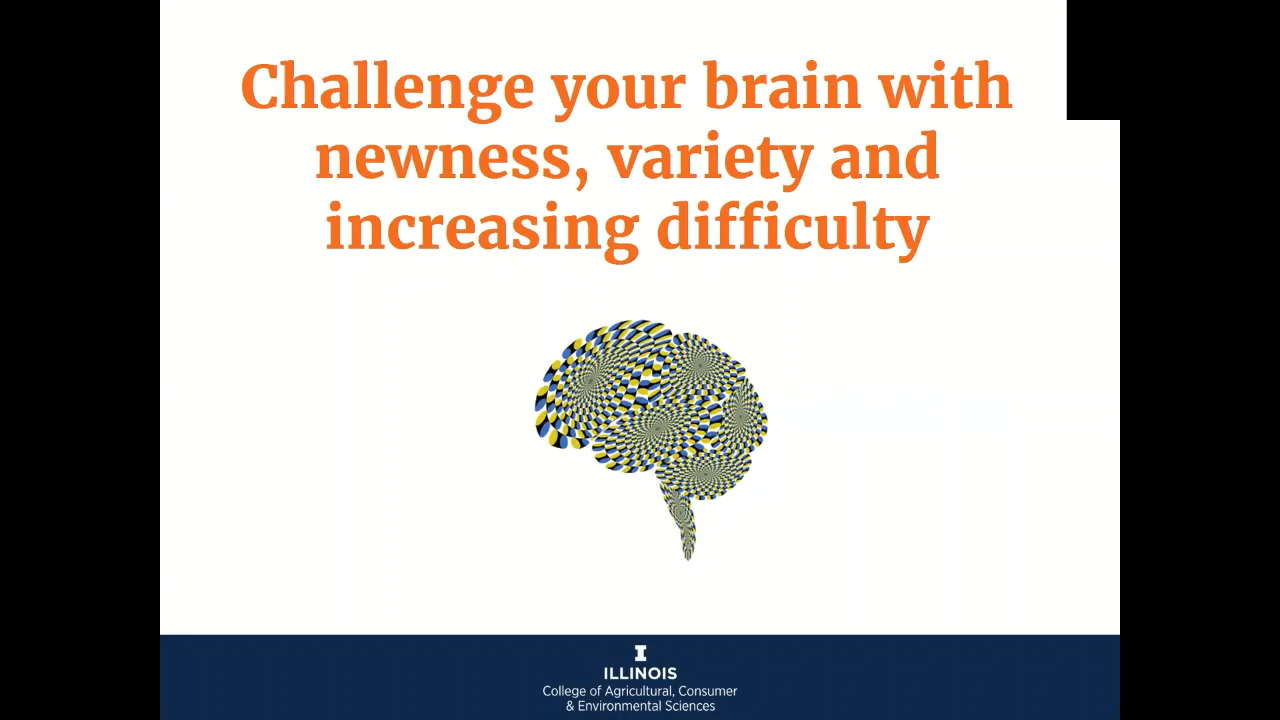 Challenge your brain with
newness, variety and
increasing difficulty
I
ILLINOIS
College of Agricultural, Consumer
& Environmental Sciences